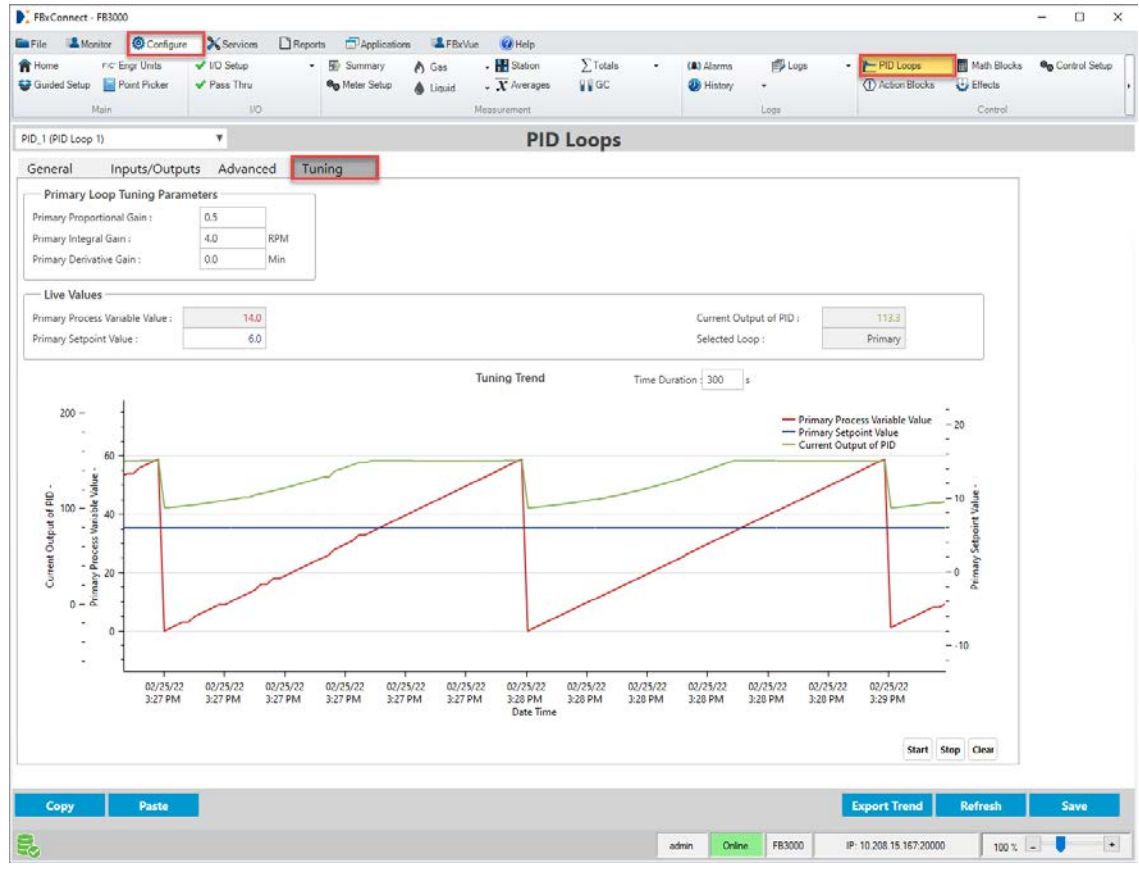 FBxConnect - FB3000
File Monitor Configure Services Reports Applications FBxVue Help
Home Engr Units I/O Setup Summary Gas Station Totals Alarms Logs PID Loops Math Blocks Control Setup
Guided Setup Point Picker Pass Thru Meter Setup Liquid X Averages GC History Action Blocks Effects
Main I/O Measurement Logs Control
PID_1 (PID Loop 1)
PID Loops
General Inputs/Outputs Advanced Tuning
Primary Loop Tuning Parameters
Primary Proportional Gain : 0.5
Primary Integral Gain : 4.0 RPM
Primary Derivative Gain : 0.0 Min
Live Values
Primary Process Variable Value : 14.0 Current Output of PID : 113.3
Primary Setpoint Value : 6.0 Selected Loop : Primary
Tuning Trend Time Duration : 300 s
Primary Process Variable Value
Primary Setpoint Value
Current Output of PID
200
100
0
Current Output of PID -
60
40
20
0
Primary Process Variable Value -
20
10
0
-10
Primary Setpoint Value -
02/25/22 02/25/22 02/25/22 02/25/22 02/25/22 02/25/22 02/25/22 02/25/22 02/25/22 02/25/22 02/25/22 02/25/22 02/25/22
3:27 PM 3:27 PM 3:27 PM 3:27 PM 3:27 PM 3:27 PM 3:28 PM 3:28 PM 3:28 PM 3:28 PM 3:28 PM 3:28 PM 3:29 PM
Date Time
Start Stop Clear
Copy Paste Export Trend Refresh Save
admin Online FB3000 IP: 10.208.15.167:20000 100 % - +